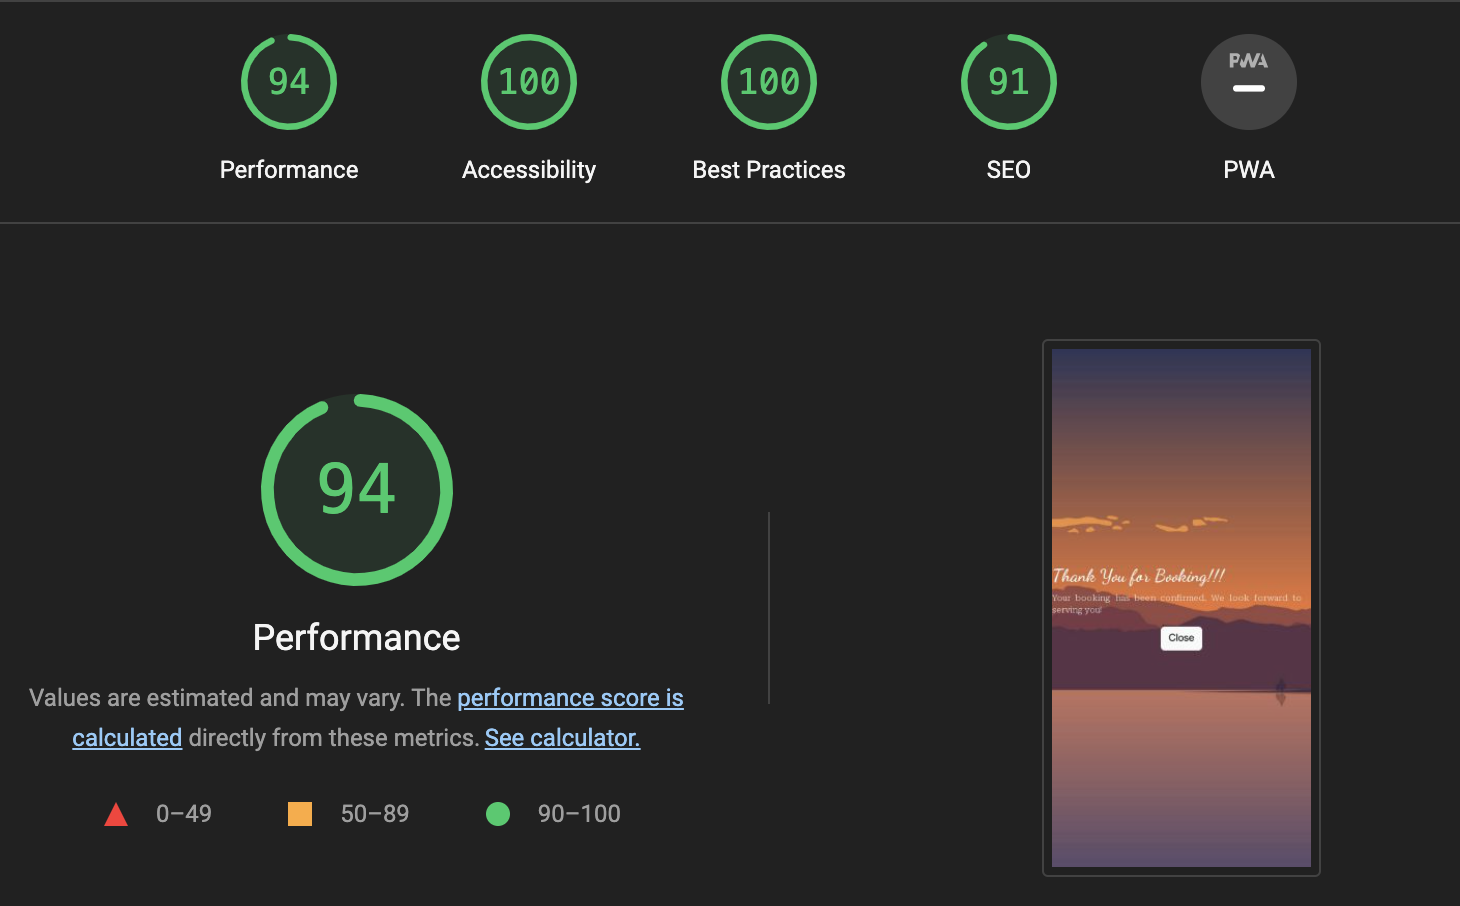 94
100
100
91
PWA
Performance
Accessibility
Best Practices
SEO
PWA
94
Performance
Values are estimated and may vary. The performance score is
calculated directly from these metrics. See calculator.
0–49
50–89
90–100
Thank You for Booking!!!
Your booking has been confirmed. We look forward to
serving you!
Close